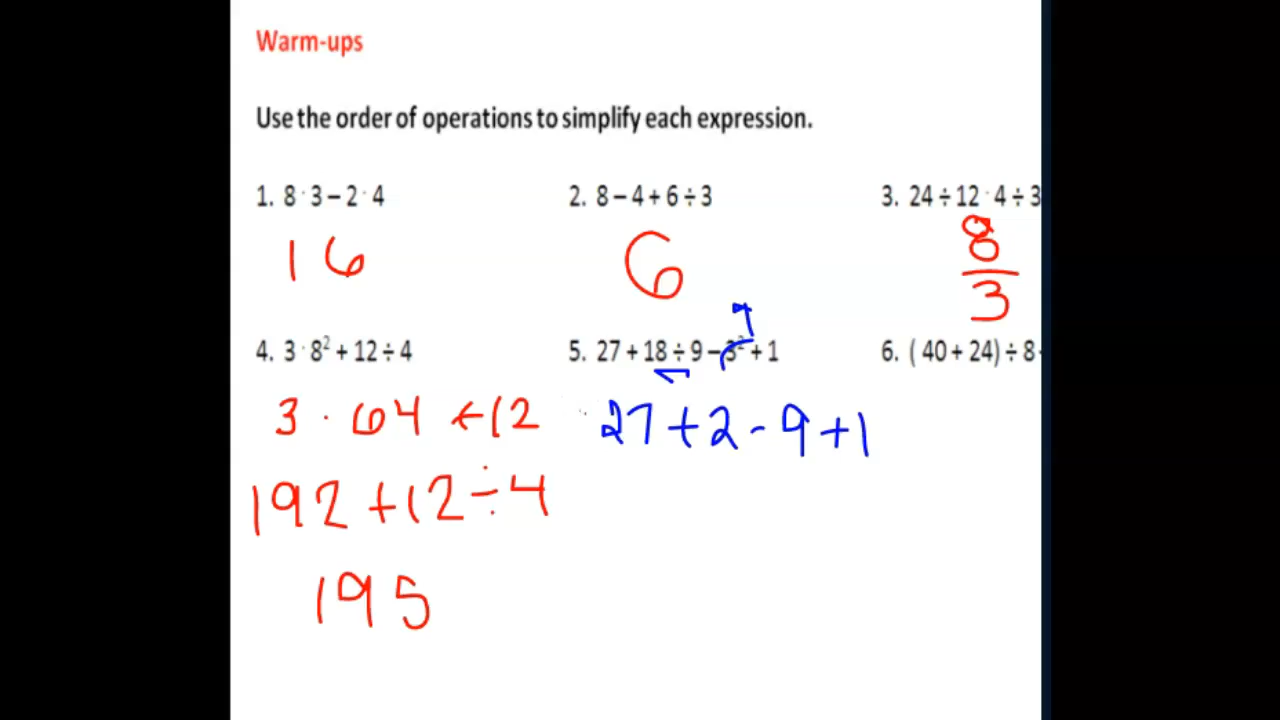 Warm-ups
Use the order of operations to simplify each expression.
1. 8 · 3 – 2 · 4
2. 8 – 4 + 6 ÷ 3
3. 24 ÷ 12 · 4 ÷ 3
16
6
8
3
9
4. 3 · 8² + 12 ÷ 4
5. 27 + 18 ÷ 9 – 3² + 1
6. ( 40 + 24) ÷ 8
3 · 64 + 12
27 + 2 - 9 + 1
192 + 12 ÷ 4
195